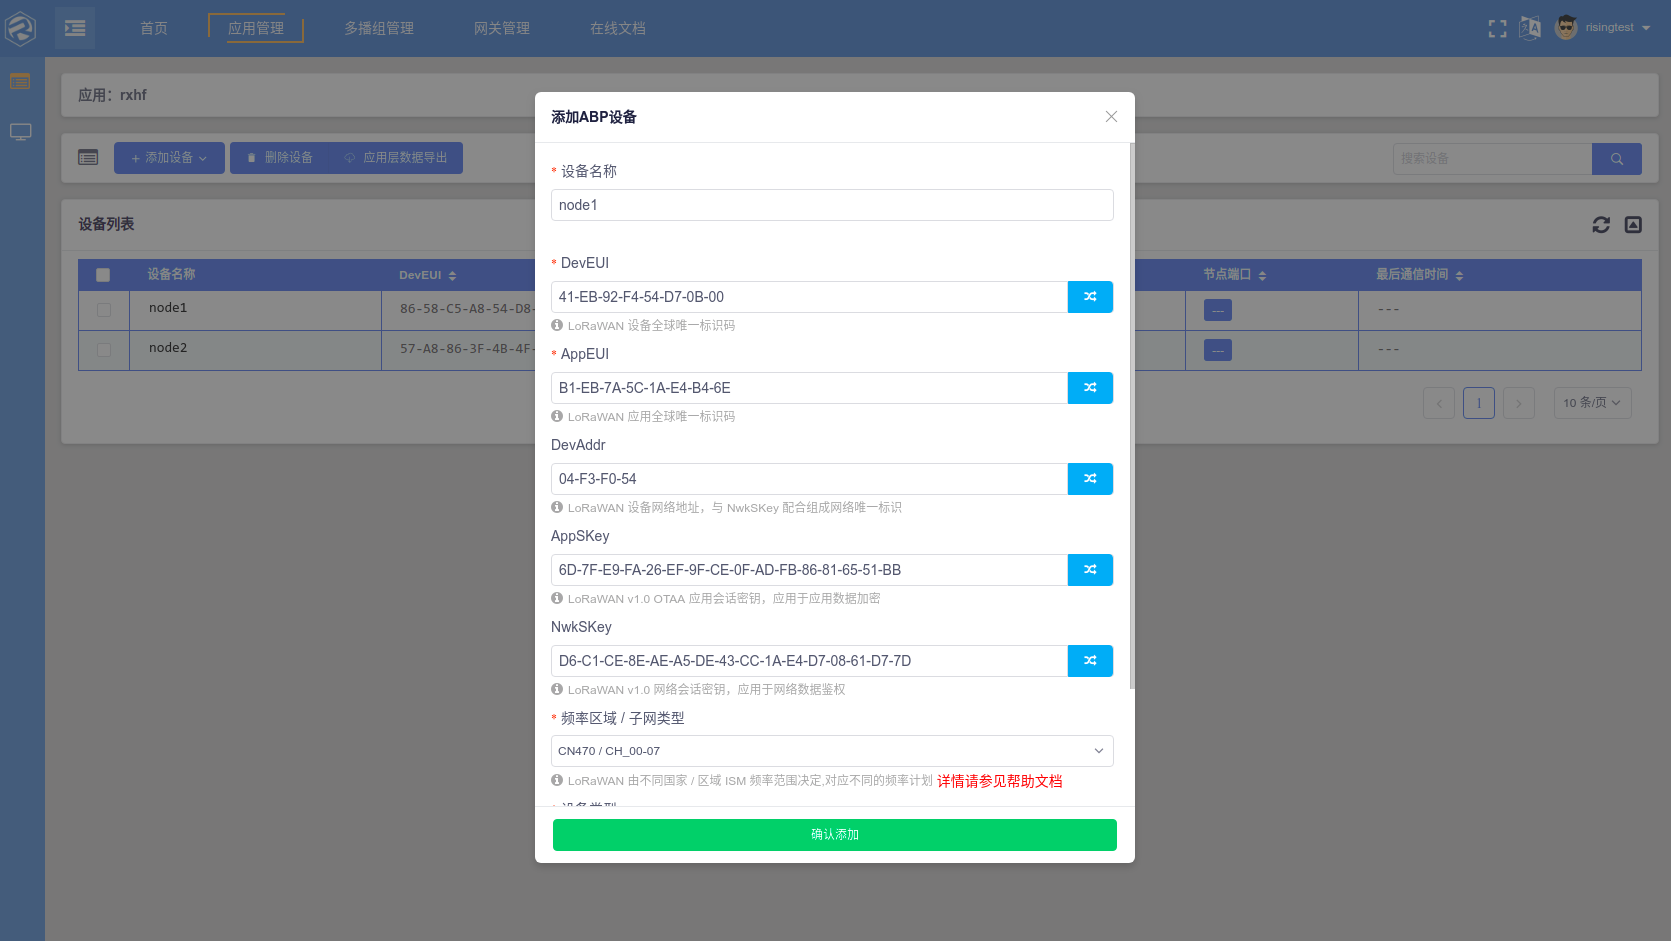 首页
应用管理
多播组管理
网关管理
在线文档
risingtest
应用：rxhf
+ 添加设备
删除设备
应用层数据导出
搜索设备
设备列表
设备名称
DevEUI
节点端口
最后通信时间
node1
86-58-C5-A8-54-D8-
---
---
node2
57-A8-86-3F-4B-4F-
---
---
1
10 条/页
添加ABP设备
* 设备名称
node1
* DevEUI
41-EB-92-F4-54-D7-0B-00
LoRaWAN 设备全球唯一标识码
* AppEUI
B1-EB-7A-5C-1A-E4-B4-6E
LoRaWAN 应用全球唯一标识码
DevAddr
04-F3-F0-54
LoRaWAN 设备网络地址，与 NwkSKey 配合组成网络唯一标识
AppSKey
6D-7F-E9-FA-26-EF-9F-CE-0F-AD-FB-86-81-65-51-BB
LoRaWAN v1.0 OTAA 应用会话密钥，应用于应用数据加密
NwkSKey
D6-C1-CE-8E-AE-A5-DE-43-CC-1A-E4-D7-08-61-D7-7D
LoRaWAN v1.0 网络会话密钥，应用于网络数据鉴权
* 频率区域 / 子网类型
CN470 / CH_00-07
LoRaWAN 由不同国家 / 区域 ISM 频率范围决定,对应不同的频率计划 详情请参见帮助文档
* 设备类型
确认添加